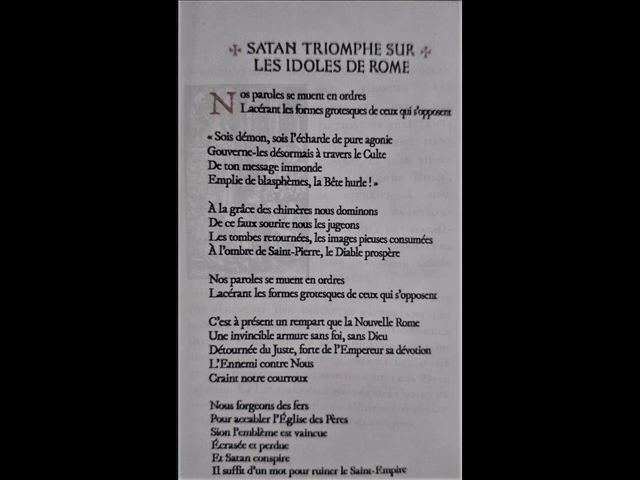 SATAN TRIOMPHE SUR
LES IDOLES DE ROME
Nos paroles se muent en ordres
Lacérant les formes grotesques de ceux qui s'opposent
« Sois démon, sois l'écharde de pure agonie
Gouverne-les désormais à travers le Culte
De ton message immonde
Emplie de blasphèmes, la Bête hurle ! »
À la grâce des chimères nous dominons
De ce faux sourire nous les jugeons
Les tombes retournées, les images pieuses consumées
À l'ombre de Saint-Pierre, le Diable prospère
Nos paroles se muent en ordres
Lacérant les formes grotesques de ceux qui s'opposent
C'est à présent un rempart que la Nouvelle Rome
Une invincible armure sans foi, sans Dieu
Détournée du Juste, forte de l'Empereur sa dévotion
L'Ennemi contre Nous
Craint notre courroux
Nous forgeons des fers
Pour accabler l'Église des Pères
Sion l'emblème est vaincue
Écrasée et perdue
Et Satan conspire
Il suffit d'un mot pour ruiner le Saint-Empire